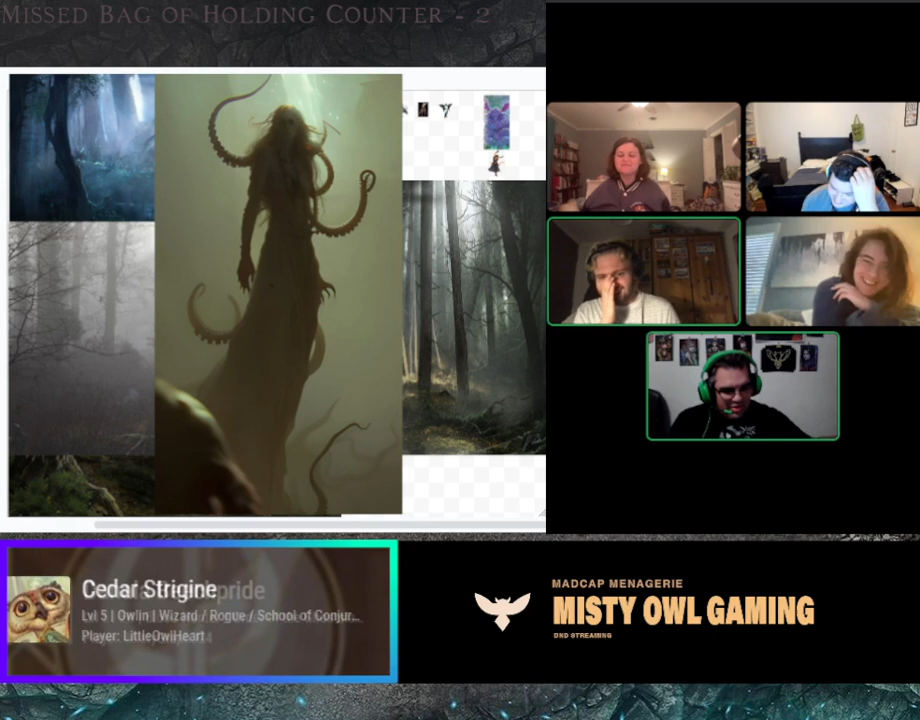 Missed Bag of Holding Counter - 2
Cedar Strigine
pride
Lvl 5 | Owlin | Wizard / Rogue / School of Conjur...
Player: LittleOwlHeart
MADCAP MENAGERIE
MISTY OWL GAMING
DND STREAMING